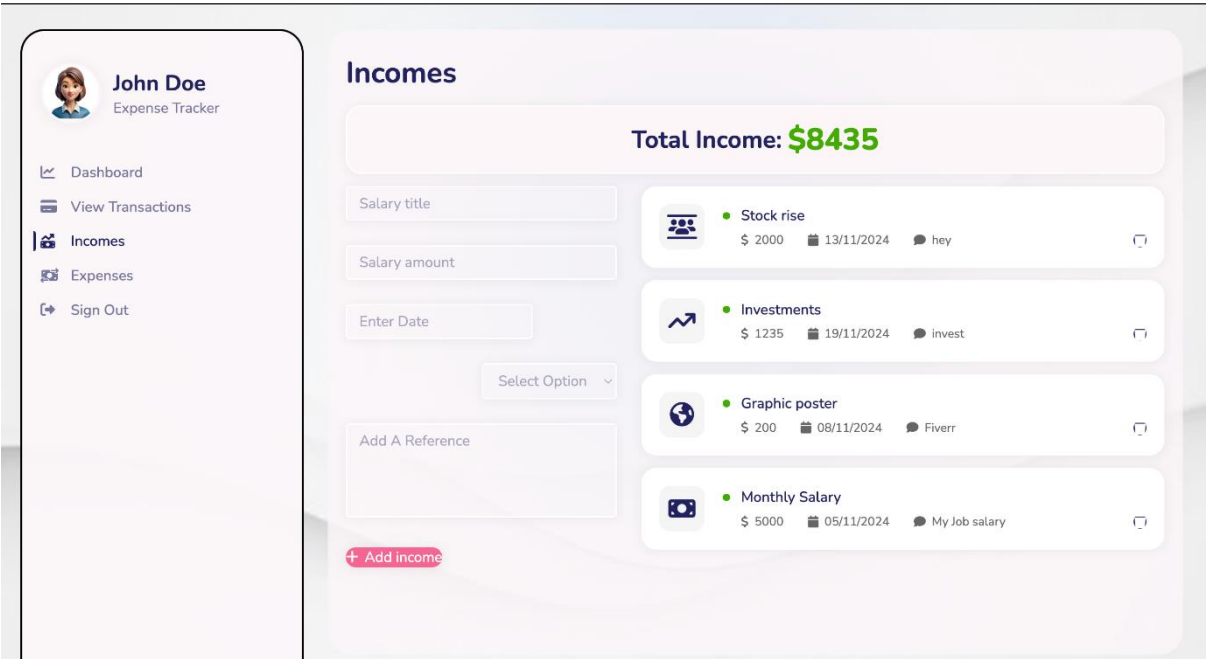 John Doe
Expense Tracker
Dashboard
View Transactions
Incomes
Expenses
Sign Out
Incomes
Total Income: $8435
Salary title
Salary amount
Enter Date
Select Option
Add A Reference
+ Add income
Stock rise
$ 2000 13/11/2024 hey
Investments
$ 1235 19/11/2024 invest
Graphic poster
$ 200 08/11/2024 Fiverr
Monthly Salary
$ 5000 05/11/2024 My Job salary